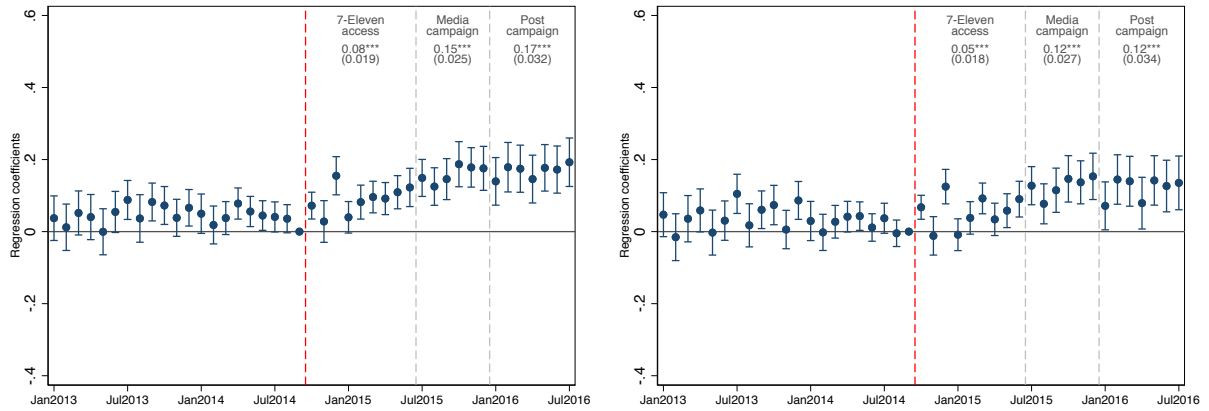 .6
.4
.2
0
-.2
-.4
Regression coefficients
7-Eleven
access
0.08***
(0.019)
Media
campaign
0.15***
(0.025)
Post
campaign
0.17***
(0.032)
Jan2013
Jul2013
Jan2014
Jul2014
Jan2015
Jul2015
Jan2016
Jul2016
.6
.4
.2
0
-.2
-.4
Regression coefficients
7-Eleven
access
0.05***
(0.018)
Media
campaign
0.12***
(0.027)
Post
campaign
0.12***
(0.034)
Jan2013
Jul2013
Jan2014
Jul2014
Jan2015
Jul2015
Jan2016
Jul2016